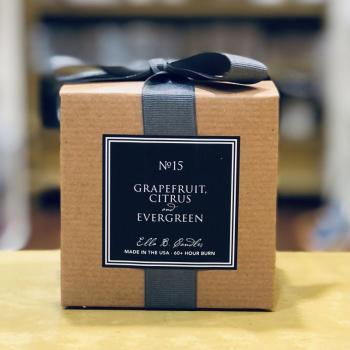 Nº15
GRAPEFRUIT,
CITRUS
and
EVERGREEN
Ella B. Candles
MADE IN THE USA · 60+ HOUR BURN